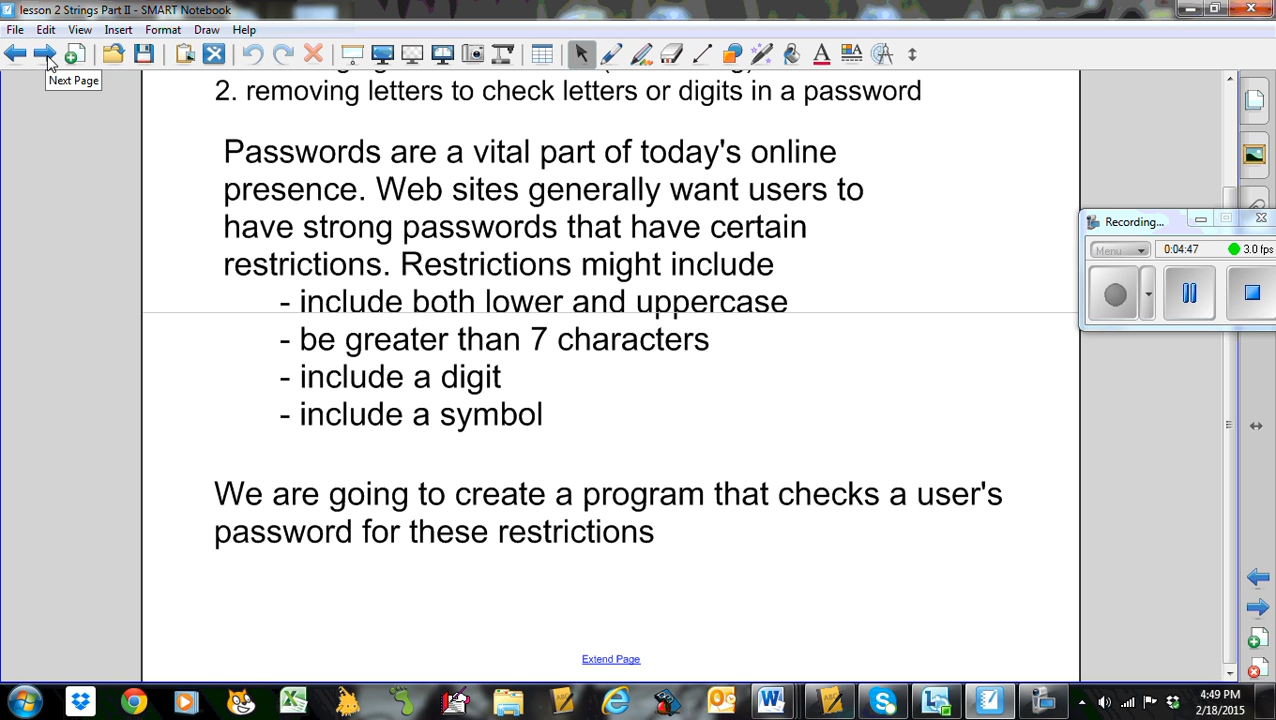 lesson 2 Strings Part II - SMART Notebook
File Edit View Insert Format Draw Help
Next Page
2. removing letters to check letters or digits in a password
Passwords are a vital part of today's online
presence. Web sites generally want users to
have strong passwords that have certain
restrictions. Restrictions might include
- include both lower and uppercase
- be greater than 7 characters
- include a digit
- include a symbol
We are going to create a program that checks a user's
password for these restrictions
Extend Page
Recording...
Menu 0:04:47 3.0 fps
4:49 PM
2/18/2015